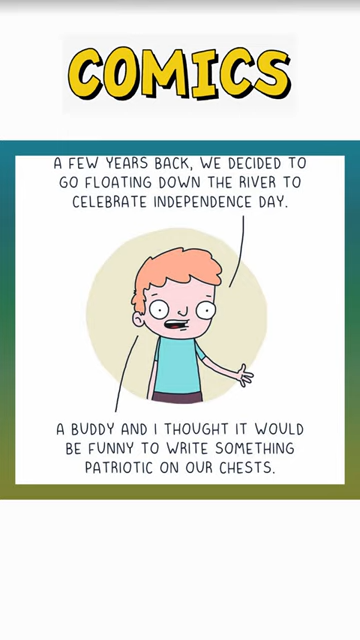 COMICS
A FEW YEARS BACK, WE DECIDED TO
GO FLOATING DOWN THE RIVER TO
CELEBRATE INDEPENDENCE DAY.
A BUDDY AND I THOUGHT IT WOULD
BE FUNNY TO WRITE SOMETHING
PATRIOTIC ON OUR CHESTS.